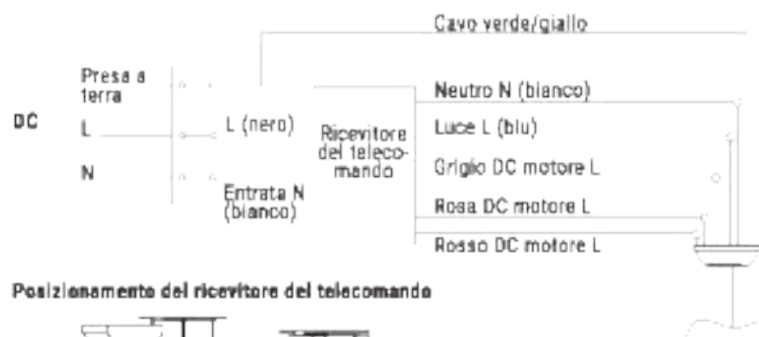 Cavo verde/giallo
Presa a
terra
DC
L
N
L (nero)
Entrata N
(bianco)
Ricevitore
del teleco-
mando
Neutro N (bianco)
Luce L (blu)
Grigio DC motore L
Rosa DC motore L
Rosso DC motore L
Posizionamento del ricevitore del telecomando